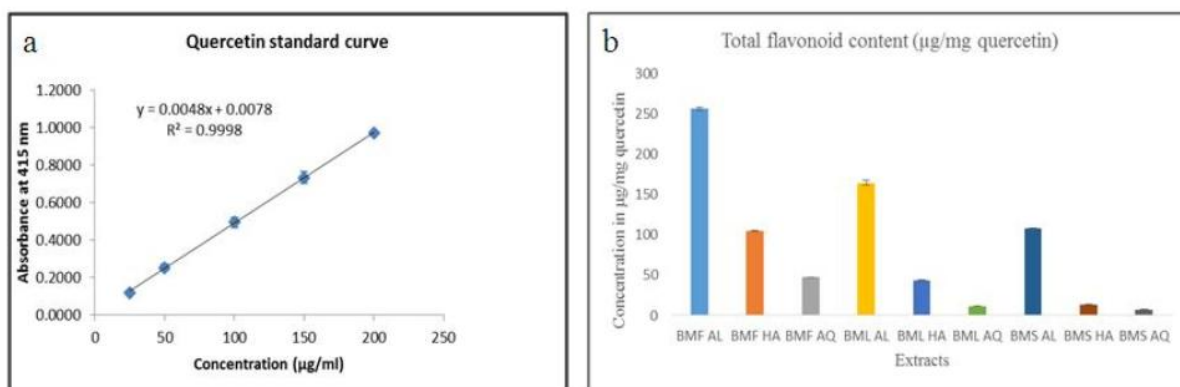 a
Quercetin standard curve
y = 0.0048x + 0.0078
R² = 0.9998
Absorbance at 415 nm
1.2000
1.0000
0.8000
0.6000
0.4000
0.2000
0.0000
0 50 100 150 200 250
Concentration (µg/ml)
b
Total flavonoid content (µg/mg quercetin)
Concentration in µg/mg quercetin
300
250
200
150
100
50
0
BMF AL BMF HA BMF AQ BML AL BML HA BML AQ BMS AL BMS HA BMS AQ
Extracts